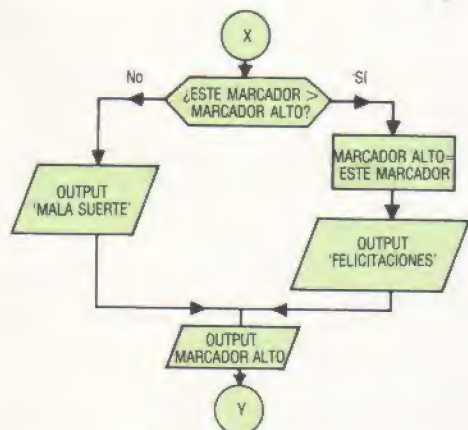 X
No
¿ESTE MARCADOR >
MARCADOR ALTO?
Sí
MARCADOR ALTO=
ESTE MARCADOR
OUTPUT
'MALA SUERTE'
OUTPUT
'FELICITACIONES'
OUTPUT
MARCADOR ALTO
Y